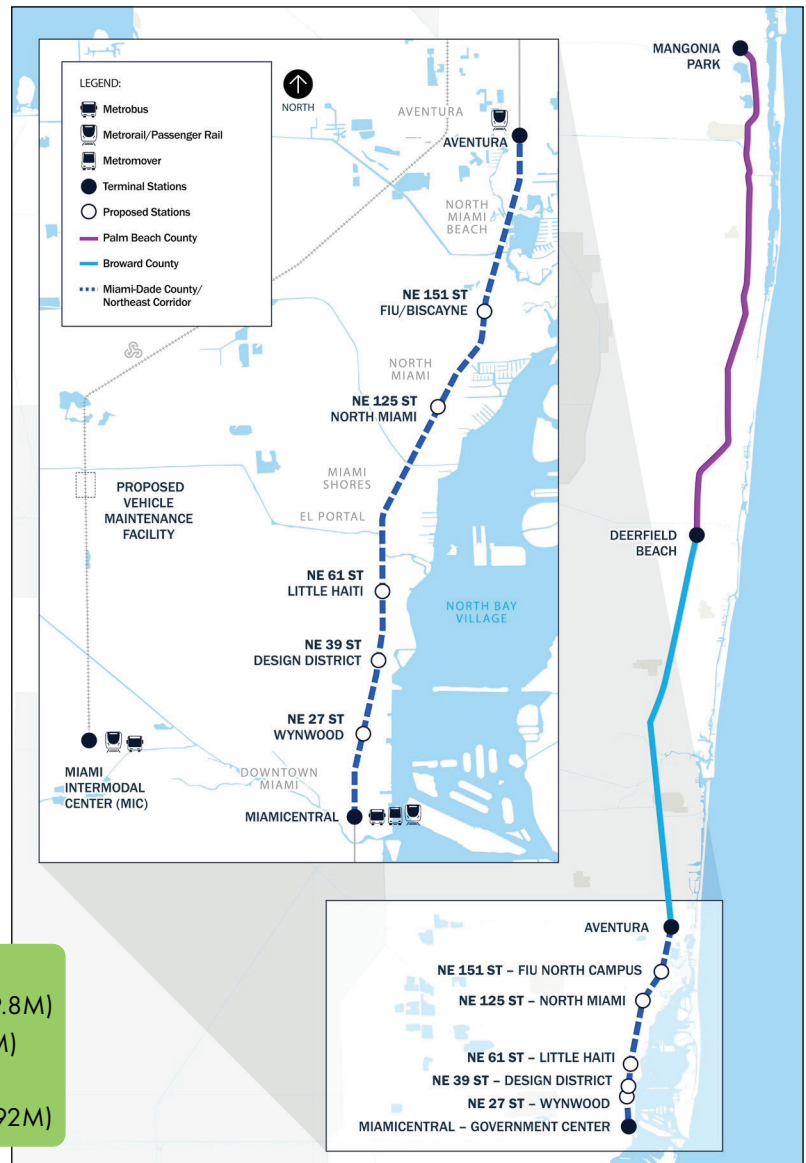 LEGEND:
Metrobus
Metrorail/Passenger Rail
Metromover
Terminal Stations
Proposed Stations
Palm Beach County
Broward County
Miami-Dade County/
Northeast Corridor
NORTH
AVENTURA
AVENTURA
NORTH
MIAMI
BEACH
NE 151 ST
FIU/BISCAYNE
NORTH
MIAMI
NE 125 ST
NORTH MIAMI
MIAMI
SHORES
EL PORTAL
PROPOSED
VEHICLE
MAINTENANCE
FACILITY
NE 61 ST
LITTLE HAITI
NORTH BAY
VILLAGE
NE 39 ST
DESIGN DISTRICT
NE 27 ST
WYNWOOD
MIAMI
INTERMODAL
CENTER (MIC)
DOWNTOWN
MIAMI
MIAMICENTRAL
MANGONIA
PARK
DEERFIELD
BEACH
AVENTURA
NE 151 ST – FIU NORTH CAMPUS
NE 125 ST – NORTH MIAMI
NE 61 ST – LITTLE HAITI
NE 39 ST – DESIGN DISTRICT
NE 27 ST – WYNWOOD
MIAMICENTRAL – GOVERNMENT CENTER
.8M)
M)
92M)